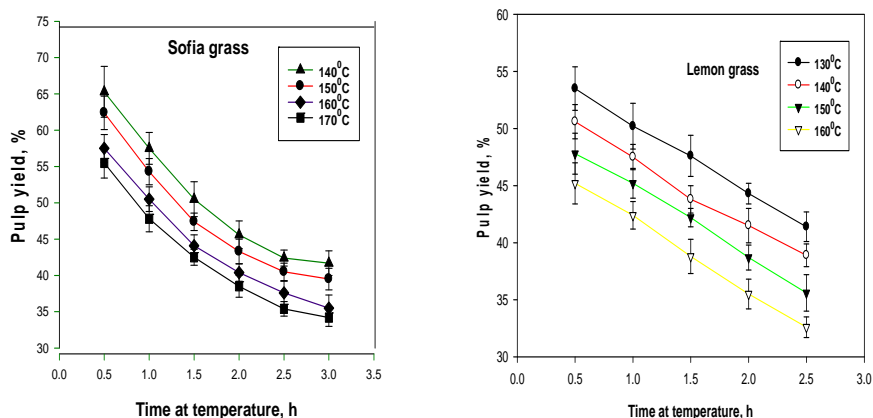 Sofia grass
140⁰C
150⁰C
160⁰C
170⁰C
Pulp yield, %
75
70
65
60
55
50
45
40
35
30
0.0 0.5 1.0 1.5 2.0 2.5 3.0 3.5
Time at temperature, h
Lemon grass
130⁰C
140⁰C
150⁰C
160⁰C
Pulp yield, %
60
55
50
45
40
35
30
0.0 0.5 1.0 1.5 2.0 2.5 3.0
Time at temperature, h